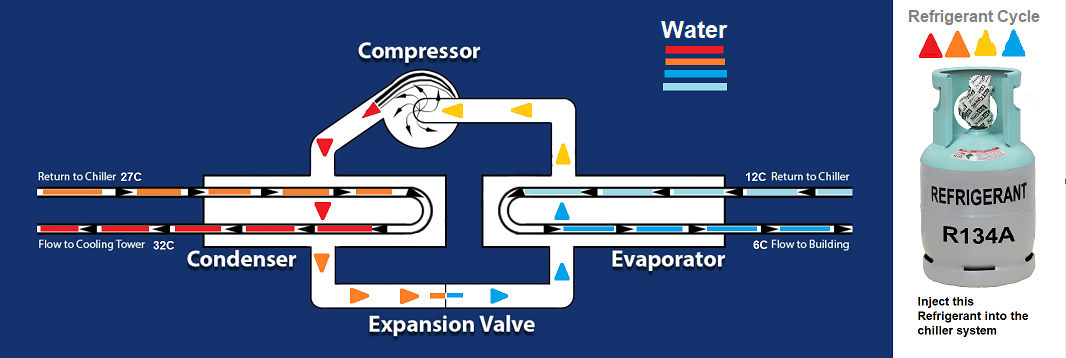 Compressor
Water
Refrigerant Cycle
Return to Chiller 27C
12C Return to Chiller
Flow to Cooling Tower 32C
6C Flow to Building
Condenser
Evaporator
Expansion Valve
REFRIGERANT
R134A
Inject this
Refrigerant into the
chiller system